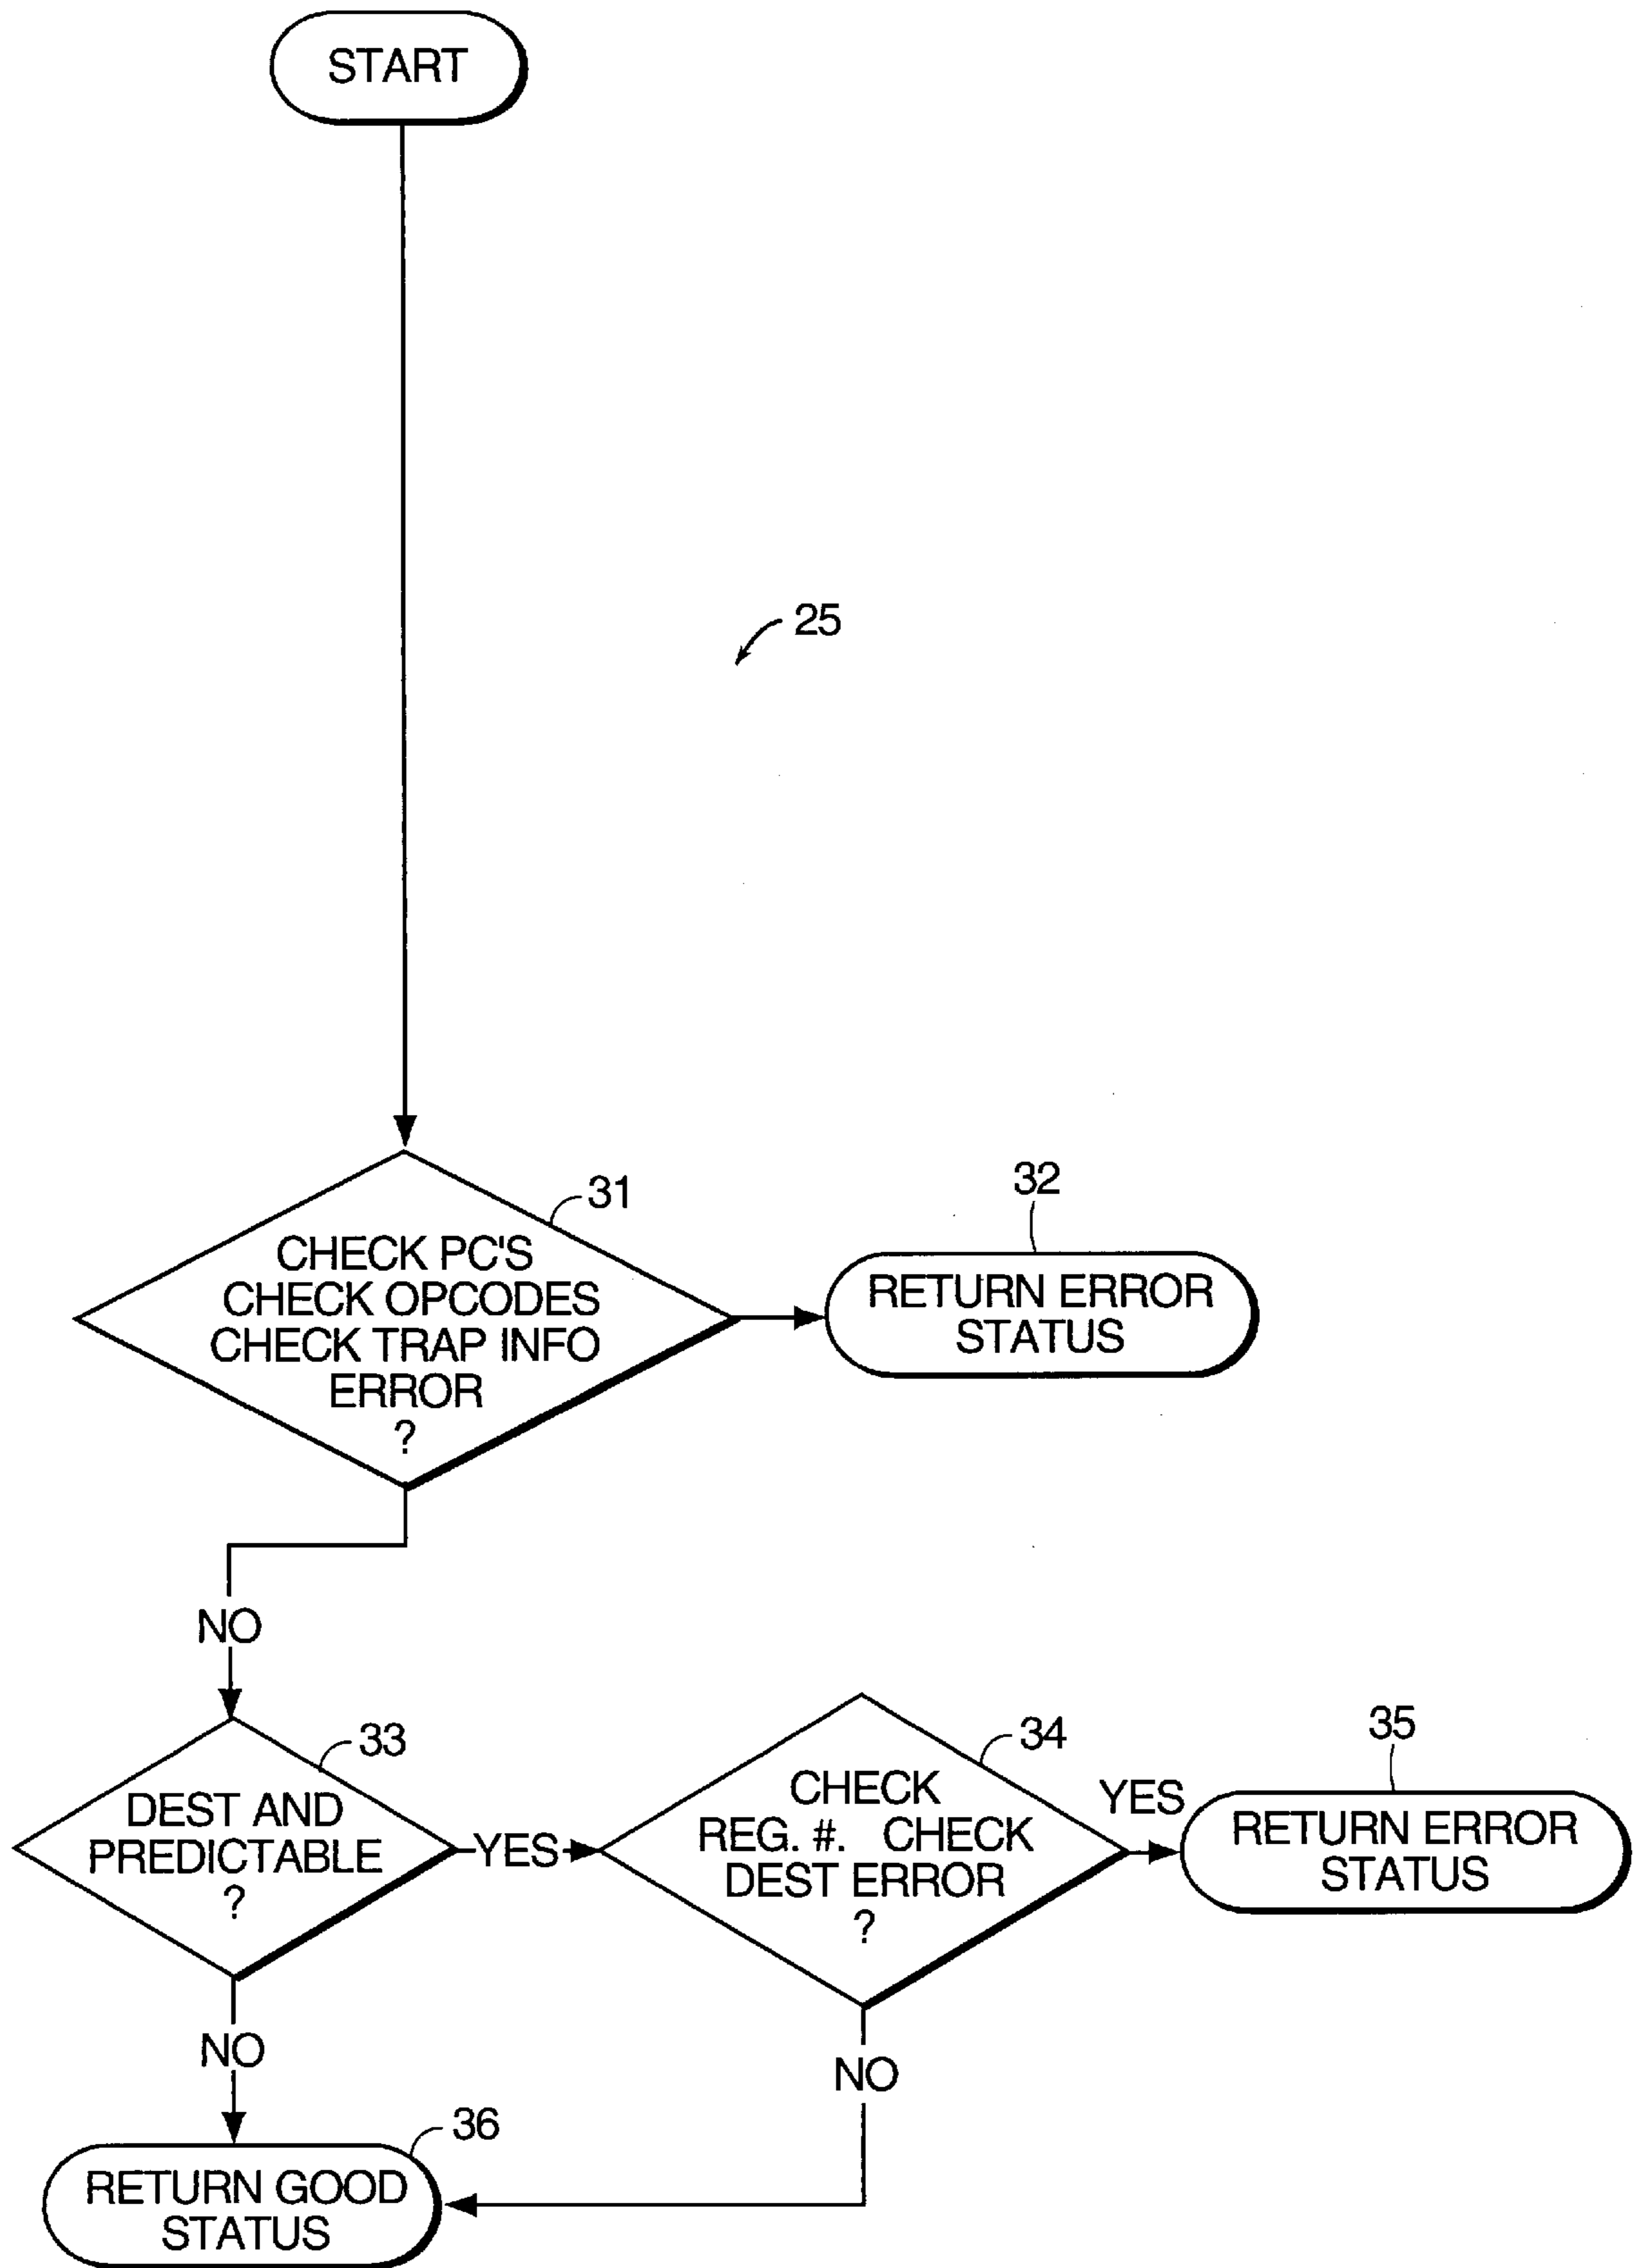 START
25
31
CHECK PC'S
CHECK OPCODES
CHECK TRAP INFO
ERROR
?
32
RETURN ERROR
STATUS
NO
33
DEST AND
PREDICTABLE
?
YES
34
CHECK
REG. #. CHECK
DEST ERROR
?
YES
35
RETURN ERROR
STATUS
NO
NO
36
RETURN GOOD
STATUS